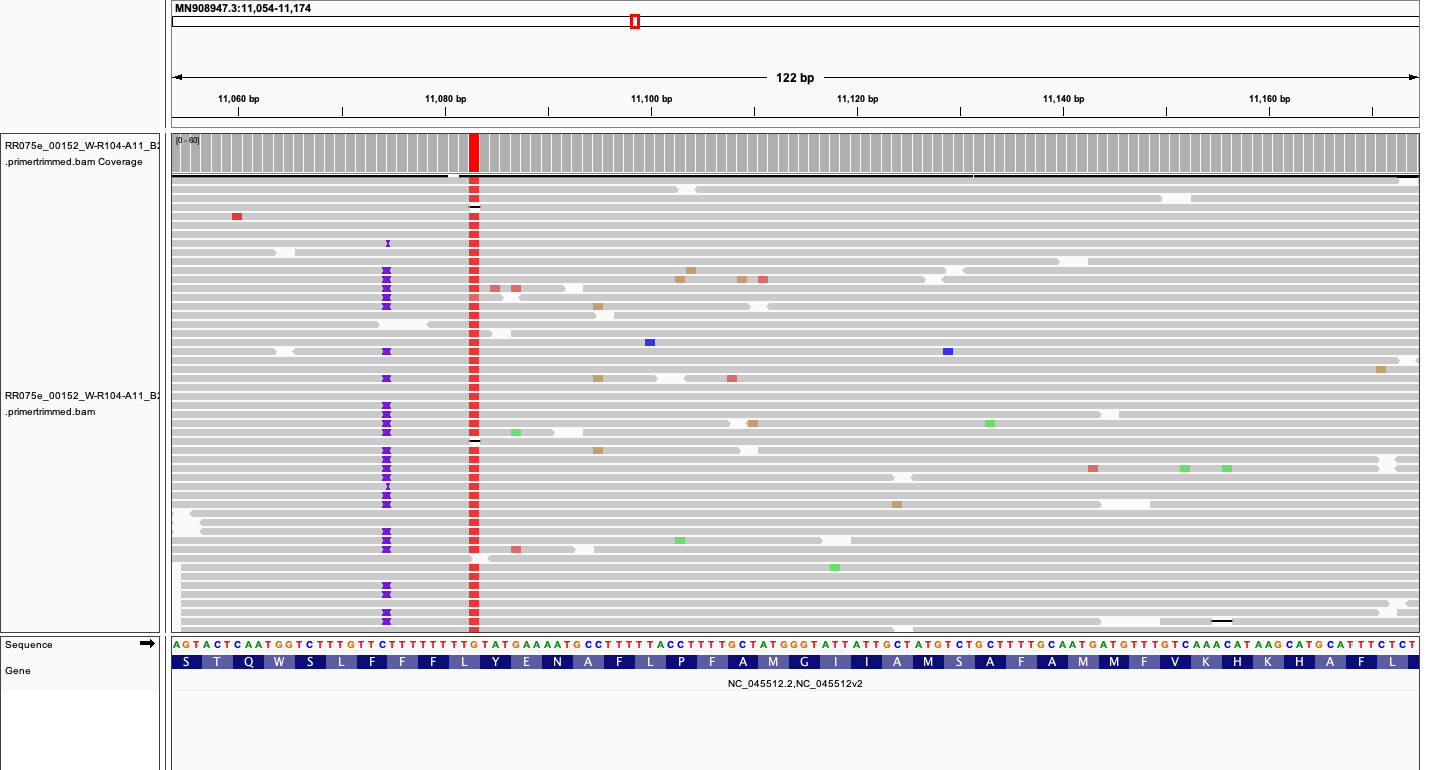 MN908947.3:11,054-11,174
122 bp
11,060 bp 11,080 bp 11,100 bp 11,120 bp 11,140 bp 11,160 bp
RR075e_00152_W-R104-A11_B
.primertrimmed.bam Coverage
[0 - 60]
RR075e_00152_W-R104-A11_B
.primertrimmed.bam
Sequence
AGTACTCAATGGTCTTTGTTCTTTTTTTTGTATGAAAATGCCTTTTTACCTTTTGCTATGGGTATTATTGCTATGTCTGCTTTTGCAATGATGTTTGTCAAACATAAGCATGCATTTCTCT
Gene
S T Q W S L F F F L Y E N A F L P F A M G I I A M S A F A M M F V K H K H A F L
NC_045512.2,NC_045512v2